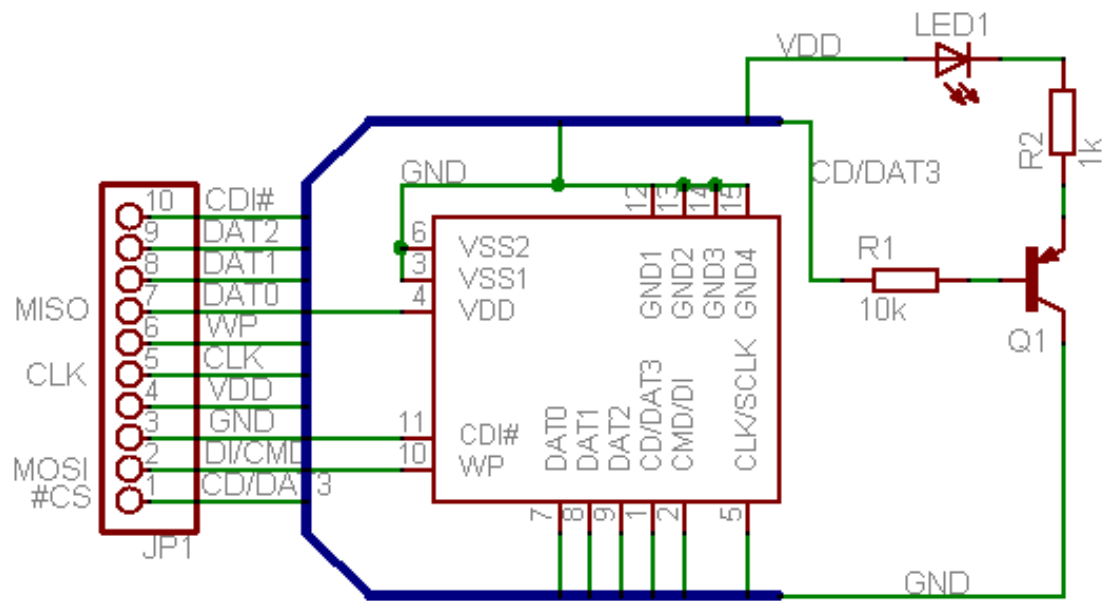 LED1
VDD
R2
1k
CD/DAT3
GND
12
13
14
15
10
CDI#
9
DAT2
8
DAT1
MISO
7
DAT0
6
WP
CLK
5
CLK
4
VDD
3
GND
MOSI
2
DI/CMD
#CS
1
CD/DAT3
JP1
6
VSS2
3
VSS1
4
VDD
GND1
GND2
GND3
GND4
11
CDI#
10
WP
DAT0
DAT1
DAT2
CD/DAT3
CMD/DI
CLK/SCLK
7
8
9
1
2
5
R1
10k
Q1
GND